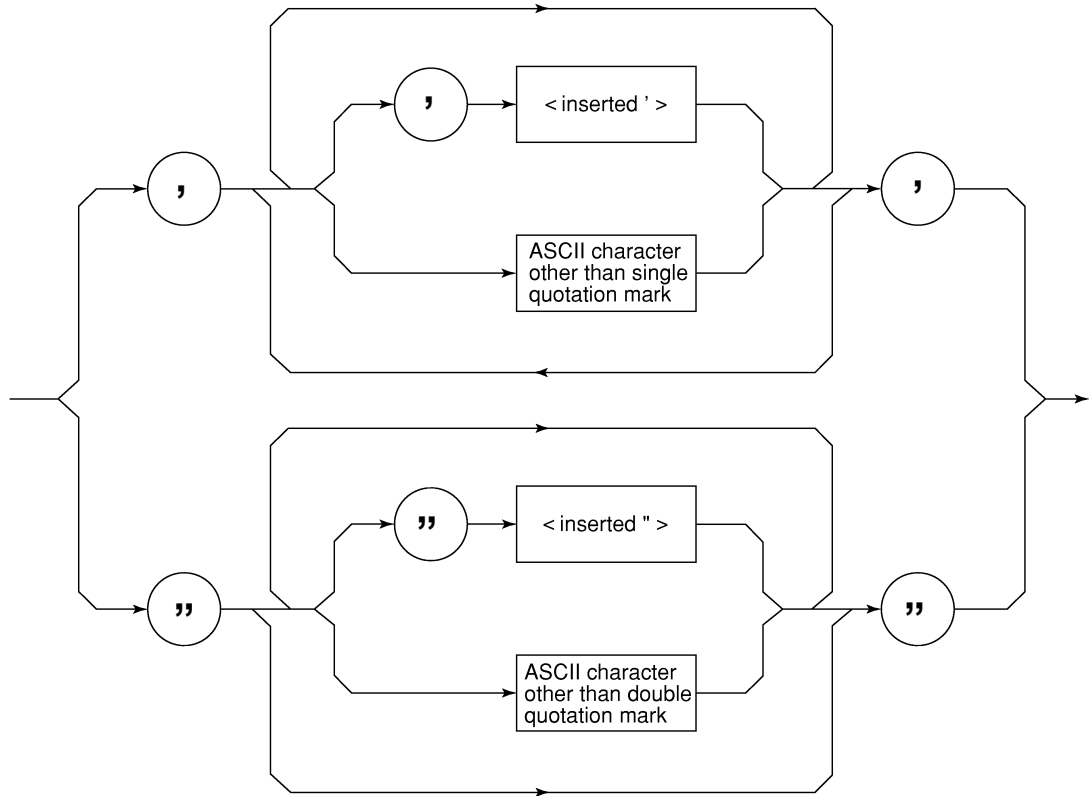 ’
< inserted ' >
’
’
ASCII character
other than single
quotation mark
”
< inserted " >
”
”
ASCII character
other than double
quotation mark